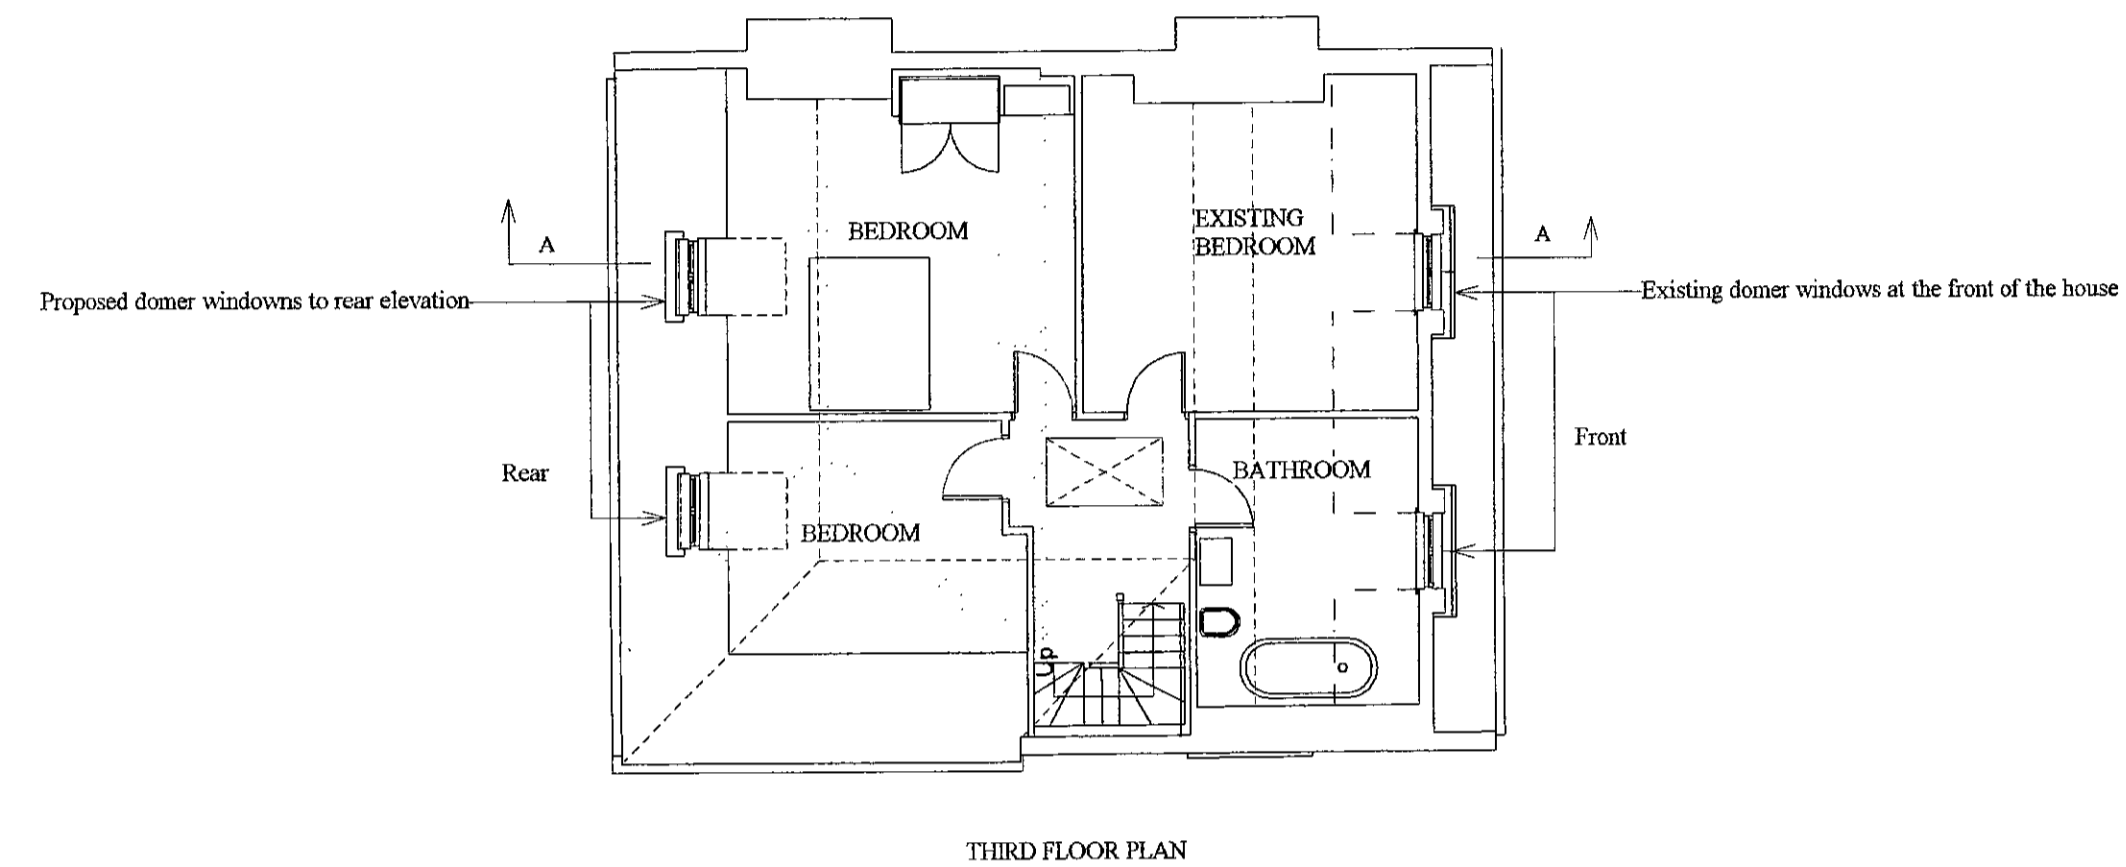 BEDROOM
EXISTING
BEDROOM
A
A
Proposed domer windowns to rear elevation
Existing domer windows at the front of the house
Rear
BATHROOM
Front
BEDROOM
Up
THIRD FLOOR PLAN